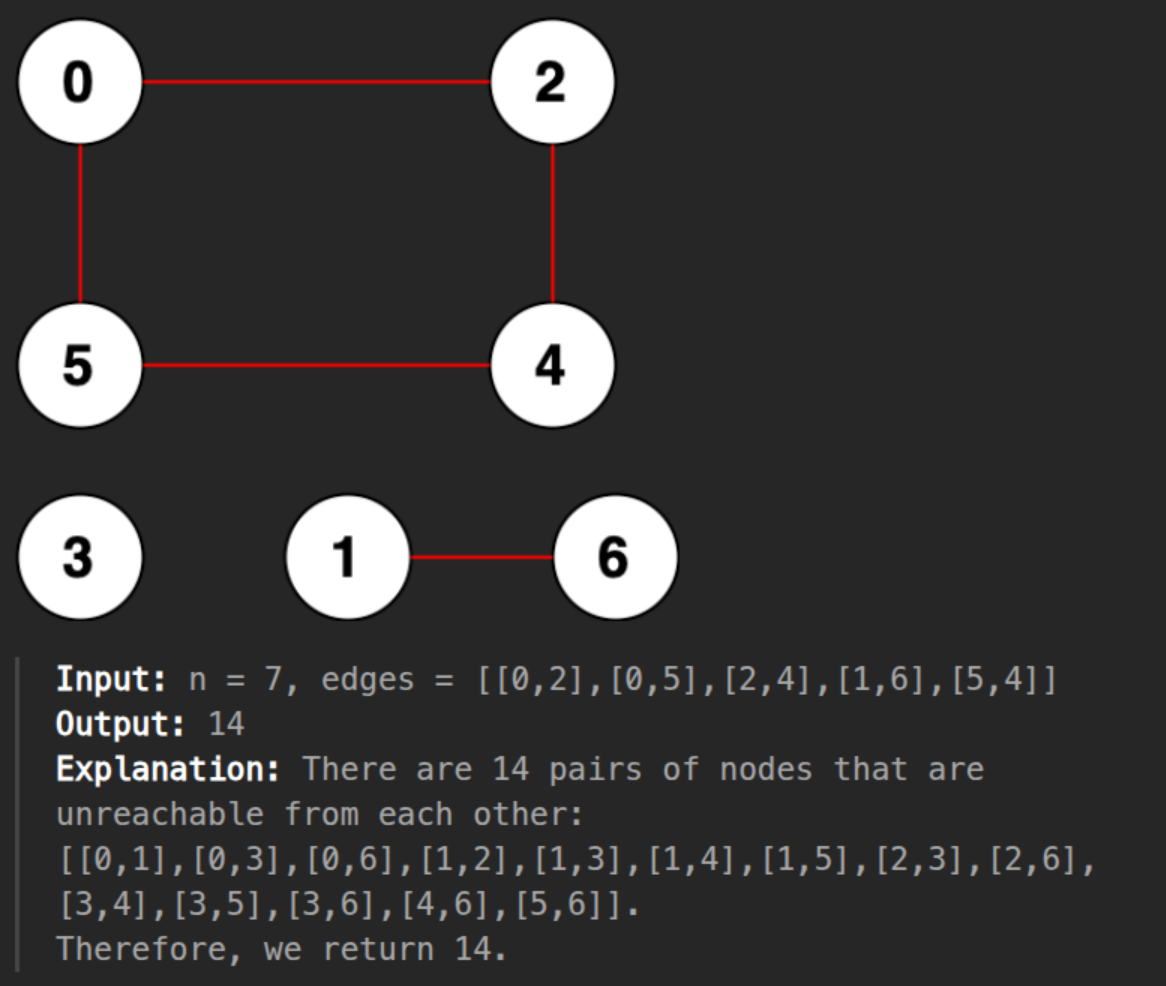 0 2
5 4
3 1 6
Input: n = 7, edges = [[0,2],[0,5],[2,4],[1,6],[5,4]]
Output: 14
Explanation: There are 14 pairs of nodes that are
unreachable from each other:
[[0,1],[0,3],[0,6],[1,2],[1,3],[1,4],[1,5],[2,3],[2,6],
[3,4],[3,5],[3,6],[4,6],[5,6]].
Therefore, we return 14.